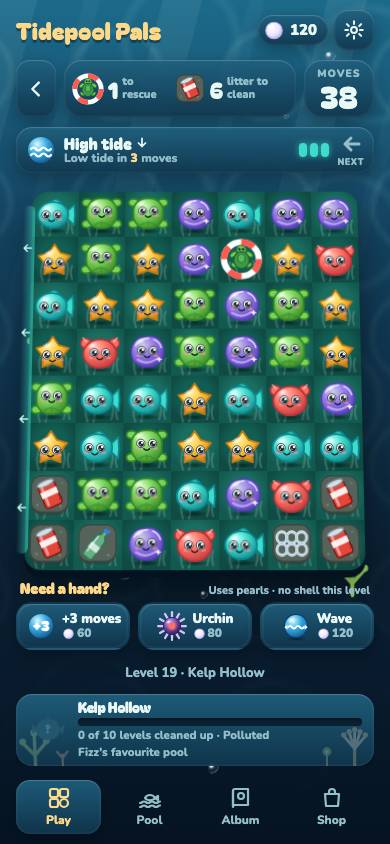 Tidepool Pals
120
1 to rescue
6 litter to clean
MOVES
38
High tide ↓
Low tide in 3 moves
NEXT
Need a hand?
Uses pearls · no shell this level
+3
+3 moves
60
Urchin
80
Wave
120
Level 19 · Kelp Hollow
Kelp Hollow
0 of 10 levels cleaned up · Polluted
Fizz's favourite pool
Play
Pool
Album
Shop